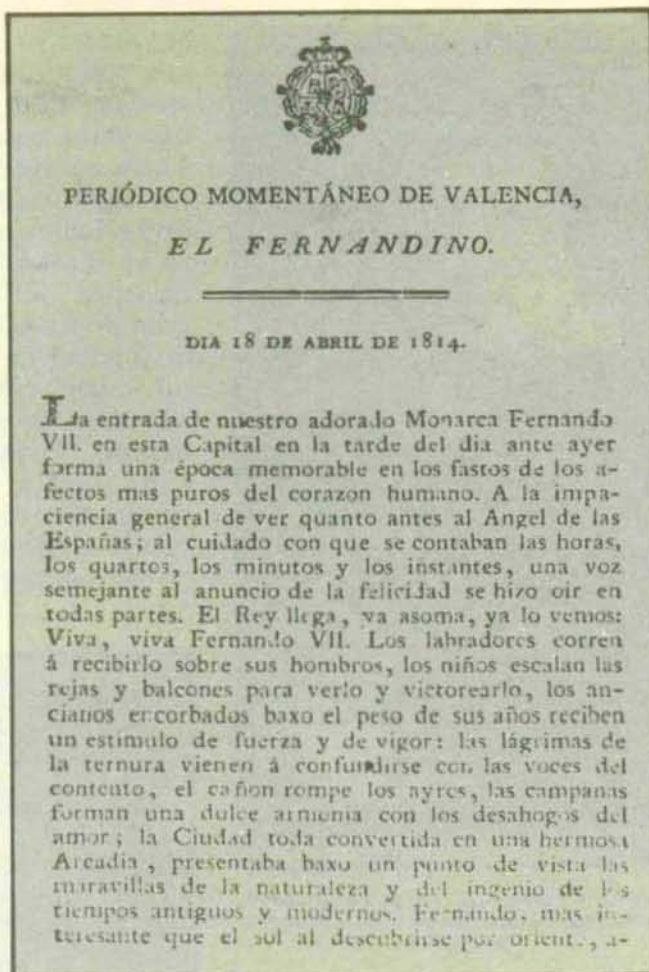 PERIÓDICO MOMENTÁNEO DE VALENCIA,
EL FERNANDINO.
DIA 18 DE ABRIL DE 1814.
La entrada de nuestro adorado Monarca Fernando
VII. en esta Capital en la tarde del dia ante ayer
forma una época memorable en los fastos de los a-
fectos mas puros del corazon humano. A la impa-
ciencia general de ver quanto antes al Angel de las
Españas; al cuidado con que se contaban las horas,
los quartos, los minutos y los instantes, una voz
semejante al anuncio de la felicidad se hizo oir en
todas partes. El Rey llega, ya asoma, ya lo vemos:
Viva, viva Fernando VII. Los labradores corren
á recibirlo sobre sus hombros, los niños escalan las
rejas y balcones para verlo y victorearlo, los an-
cianos encorbados baxo el peso de sus años reciben
un estimulo de fuerza y de vigor: las lágrimas de
la ternura vienen á confundirse con las voces del
contento, el cañon rompe los ayres, las campanas
forman una dulce armonia con los desahogos del
amor; la Ciudad toda convertida en una hermosa
Arcadia, presentaba baxo un punto de vista las
maravillas de la naturaleza y del ingenio de los
tiempos antiguos y modernos. Fernando, mas in-
teresante que el sol al descubrirse por oriente, a-